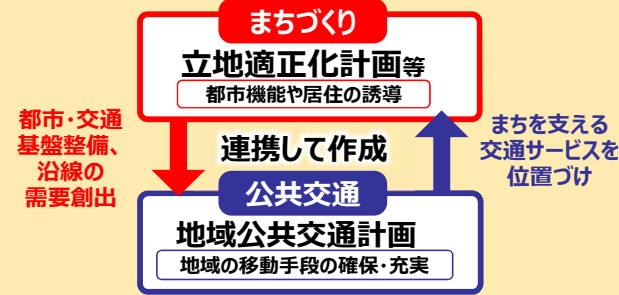 まちづくり
立地適正化計画等
都市機能や居住の誘導
都市・交通
基盤整備、
沿線の
需要創出
連携して作成
まちを支える
交通サービスを
位置づけ
公共交通
地域公共交通計画
地域の移動手段の確保・充実